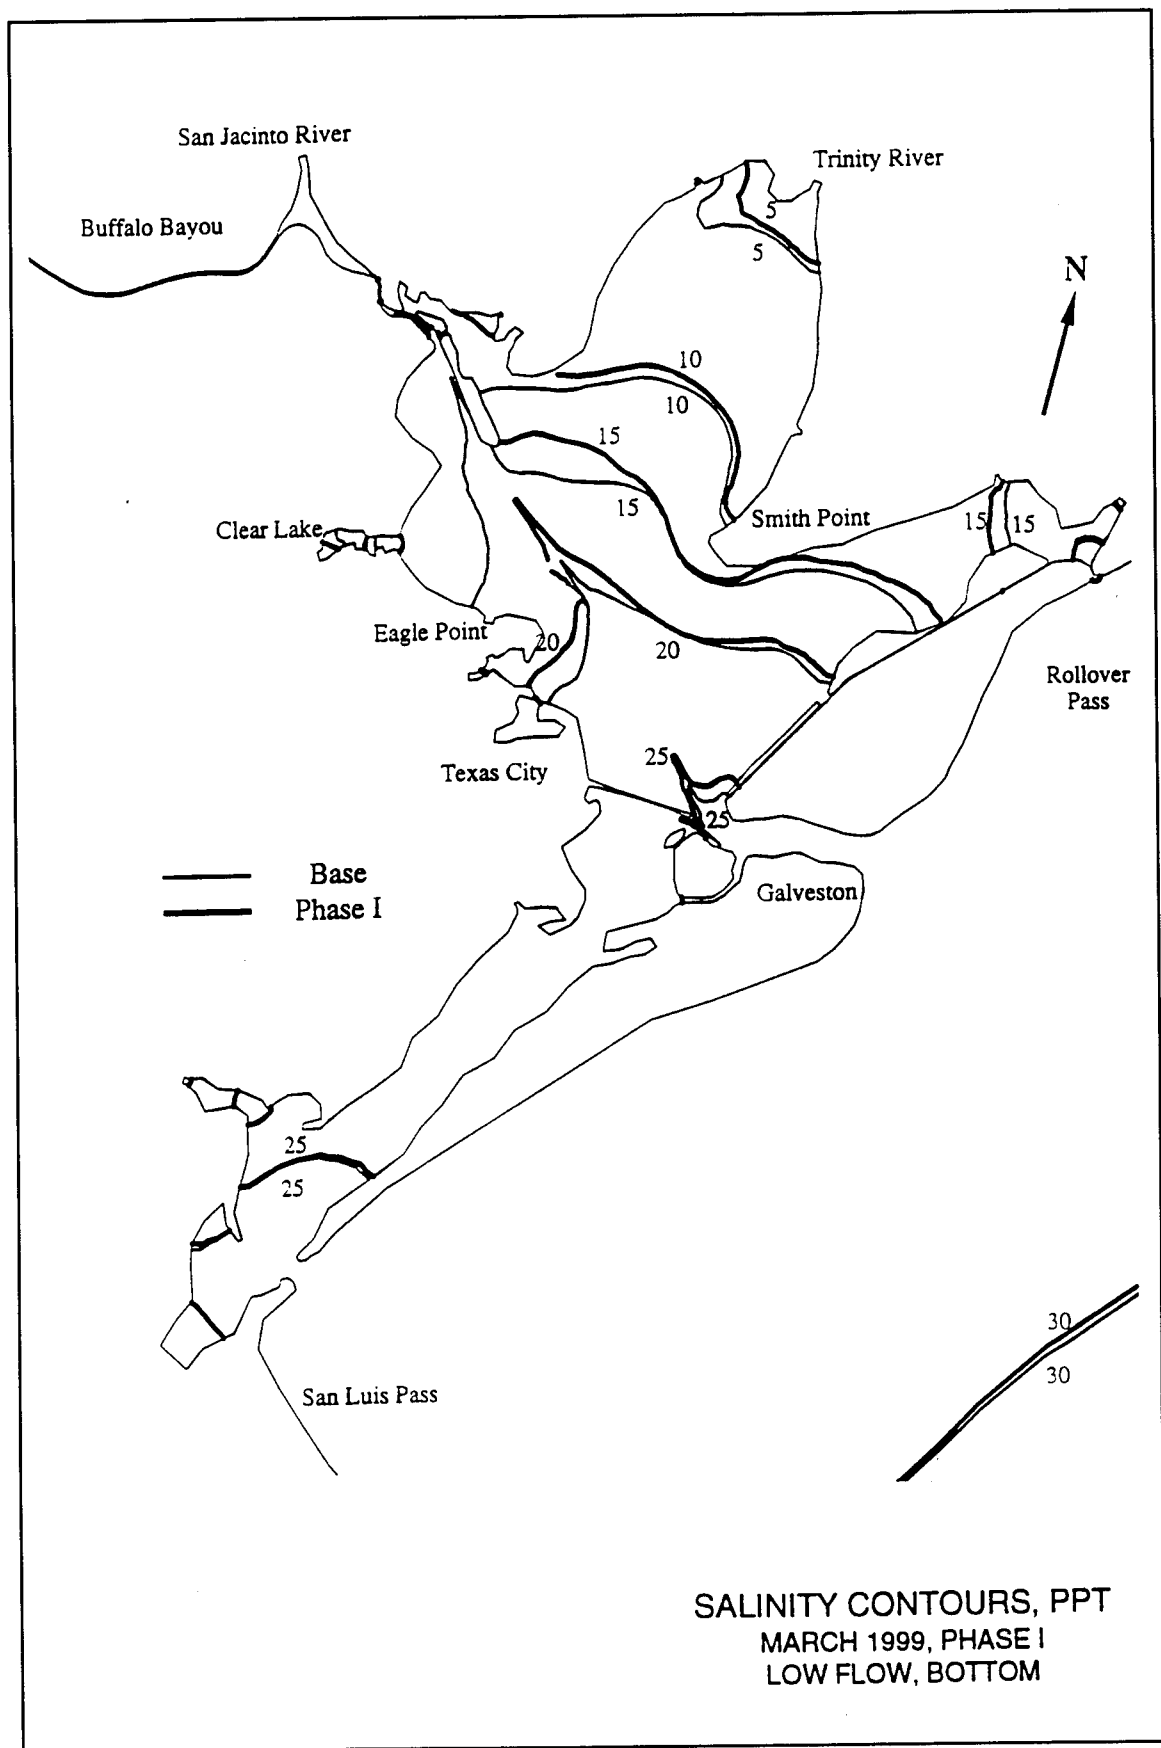 San Jacinto River
Trinity River
Buffalo Bayou
5
5
N
10
10
15
15
Smith Point
15
15
Clear Lake
Eagle Point
20
20
Rollover
Pass
25
Texas City
25
Base
Phase I
Galveston
25
25
30
30
San Luis Pass
SALINITY CONTOURS, PPT
MARCH 1999, PHASE I
LOW FLOW, BOTTOM